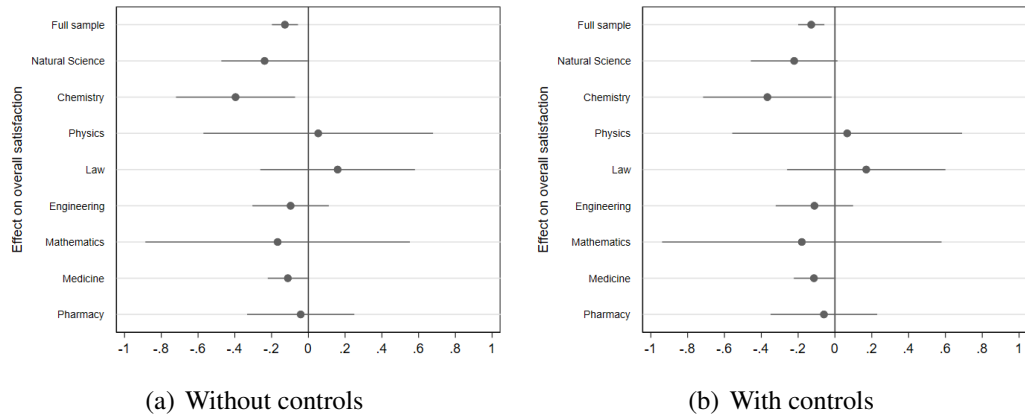 Effect on overall satisfaction
Full sample
Natural Science
Chemistry
Physics
Law
Engineering
Mathematics
Medicine
Pharmacy
-1 -.8 -.6 -.4 -.2 0 .2 .4 .6 .8 1
(a) Without controls
Effect on overall satisfaction
Full sample
Natural Science
Chemistry
Physics
Law
Engineering
Mathematics
Medicine
Pharmacy
-1 -.8 -.6 -.4 -.2 0 .2 .4 .6 .8 1
(b) With controls